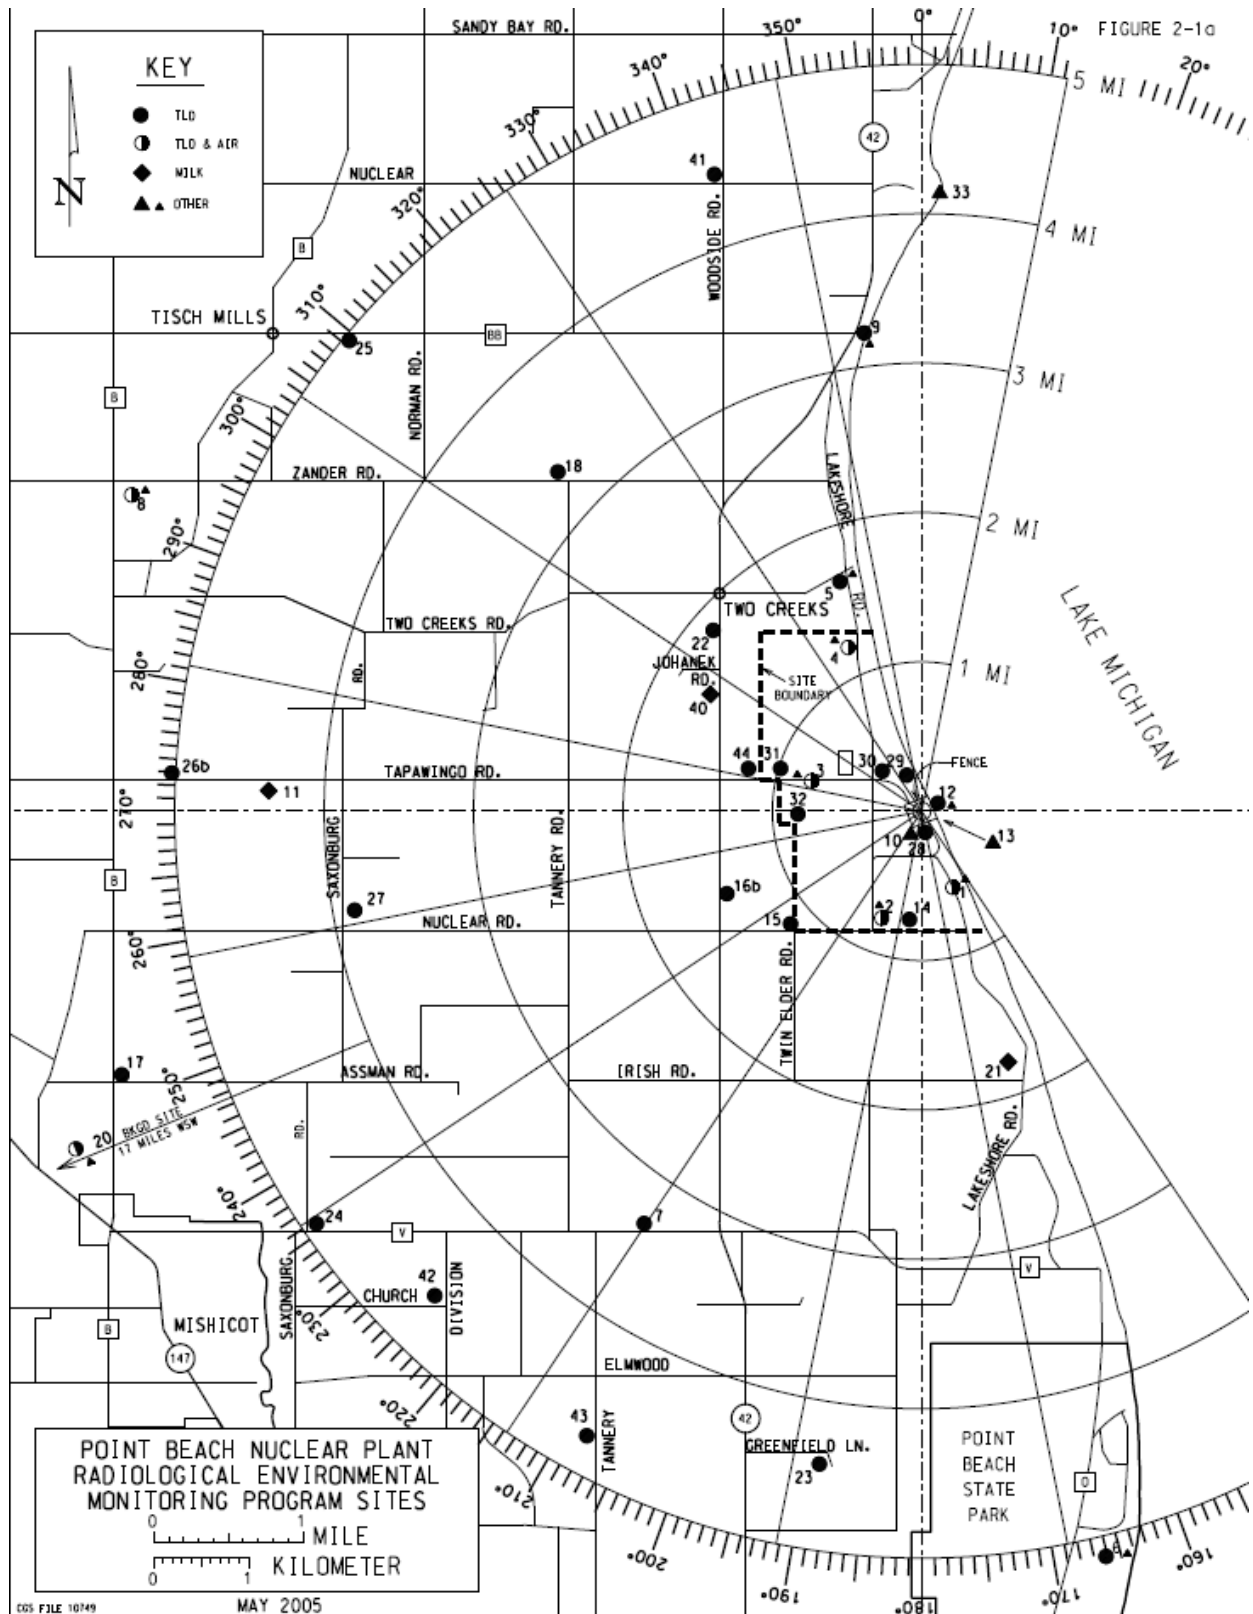 SANDY BAY RD.
350°
0°
10°
FIGURE 2-1a
KEY
TLD
TLD & AIR
MILK
OTHER
N
340°
330°
320°
310°
300°
290°
280°
270°
260°
250°
240°
230°
220°
210°
200°
190°
180°
170°
160°
20°
5 MI
4 MI
3 MI
2 MI
1 MI
42
NUCLEAR
41
33
WOODSIDE RD.
B
TISCH MILLS
25
BB
9
NORMAN RD.
B
ZANDER RD.
18
LAKESHORE
RD.
8
5
TWO CREEKS
TWO CREEKS RD.
22
JOHANEK
RD.
4
SITE
BOUNDARY
40
RD.
LAKE MICHIGAN
26b
TAPAWINGO RD.
44
31
3
30
29
FENCE
11
12
32
13
10
28
SAXONBURG
TANNERY RD.
B
27
16b
1
NUCLEAR RD.
15
2
14
TWIN ELDER RD.
17
ASSMAN RD.
IRISH RD.
21
20
BKGD SITE
17 MILES WSW
RD.
LAKESHORE RD.
24
V
7
V
SAXONBURG
42
CHURCH
DIVISION
B
MISHICOT
147
ELMWOOD
43
TANNERY
42
GREENFIELD LN.
23
POINT
BEACH
STATE
PARK
O
6
POINT BEACH NUCLEAR PLANT
RADIOLOGICAL ENVIRONMENTAL
MONITORING PROGRAM SITES
0 1
MILE
KILOMETER
0 1
CGS FILE 10749
MAY 2005